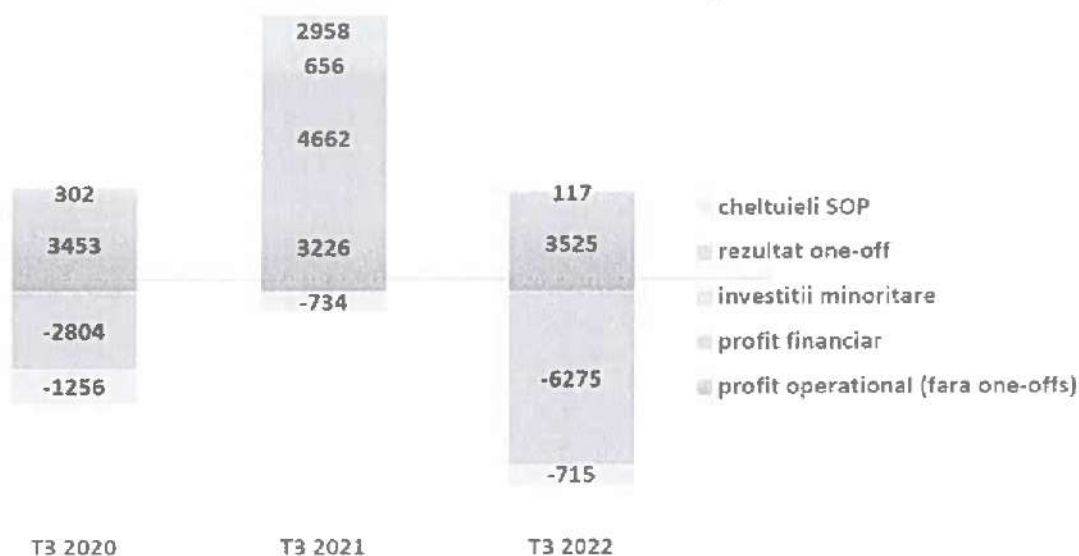 2958
656
4662
302
117
cheltuieli SOP
3453
3226
3525
rezultat one-off
-734
investitii minoritare
-2804
profit financiar
-1256
-6275
profit operational (fara one-offs)
-715
T3 2020
T3 2021
T3 2022